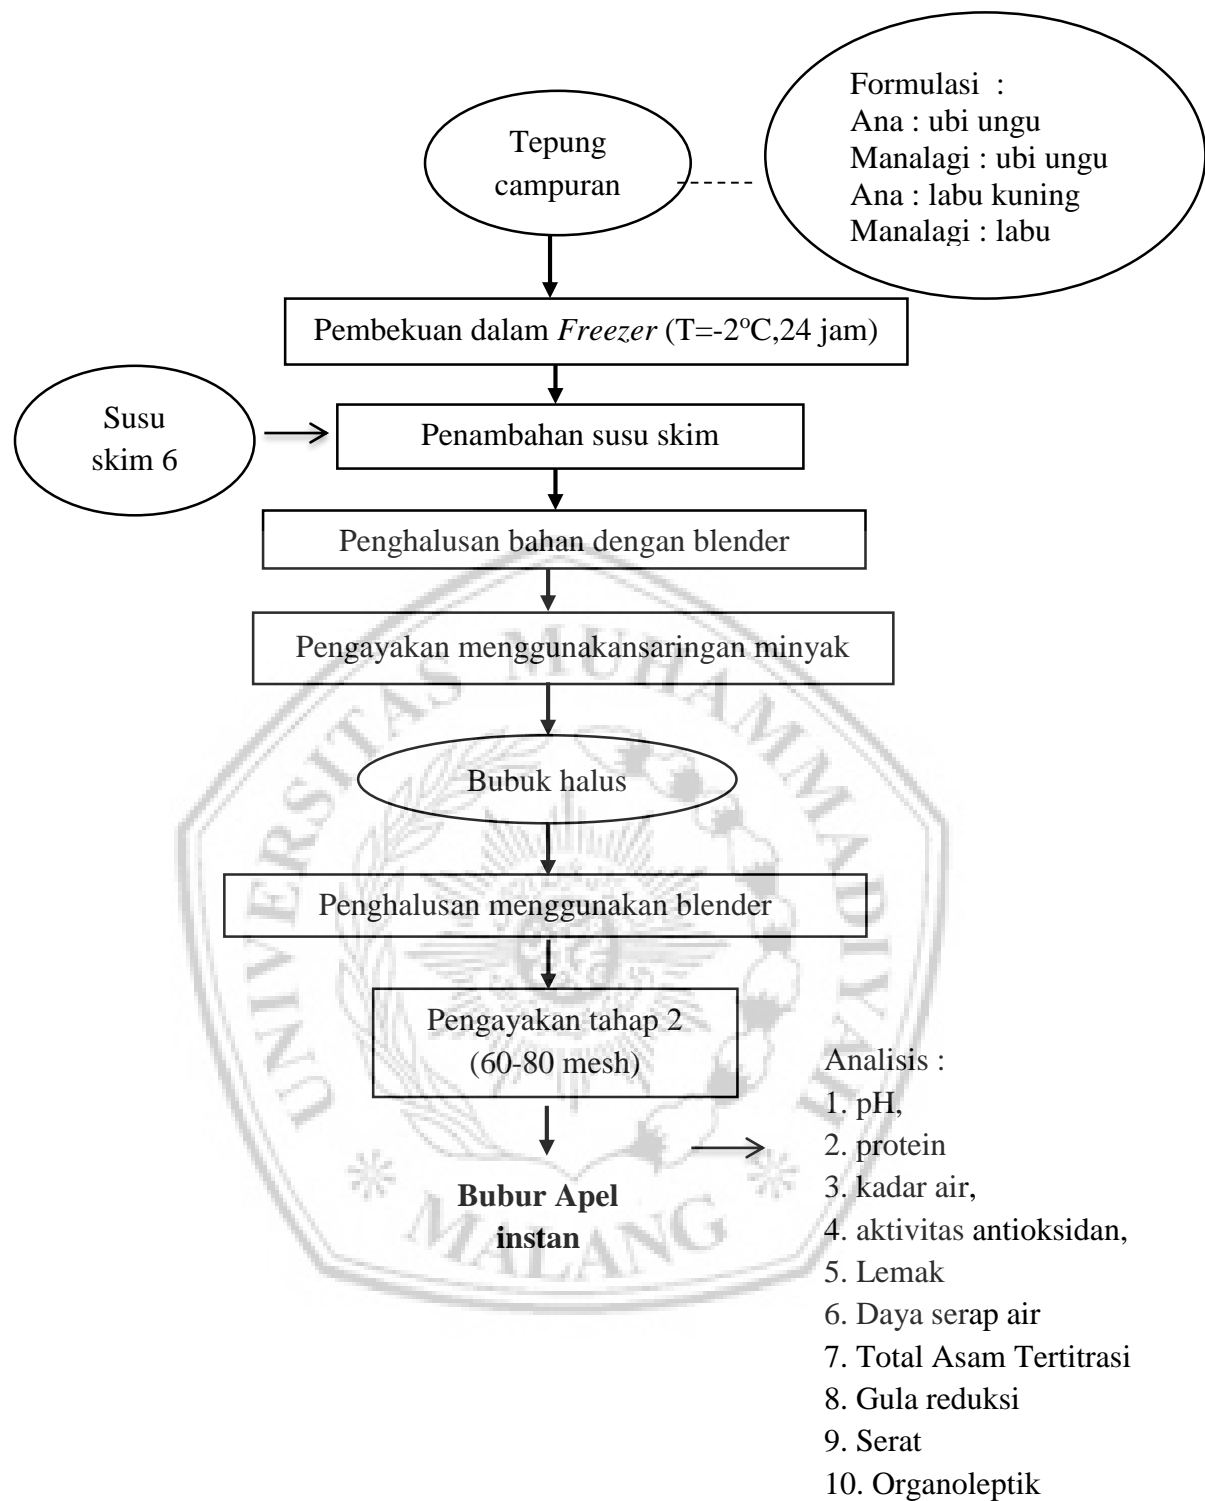 Formulasi :
Ana : ubi ungu
Manalagi : ubi ungu
Ana : labu kuning
Manalagi : labu
Tepung
campuran
Pembekuan dalam Freezer (T=-2°C,24 jam)
Susu
skim 6
Penambahan susu skim
Penghalusan bahan dengan blender
Pengayakan menggunakansaringan minyak
Bubuk halus
Penghalusan menggunakan blender
Pengayakan tahap 2
(60-80 mesh)
Bubur Apel
instan
Analisis :
1. pH,
2. protein
3. kadar air,
4. aktivitas antioksidan,
5. Lemak
6. Daya serap air
7. Total Asam Tertitrasi
8. Gula reduksi
9. Serat
10. Organoleptik
UNIVERSITAS MUHAMMADIYAH
MALANG